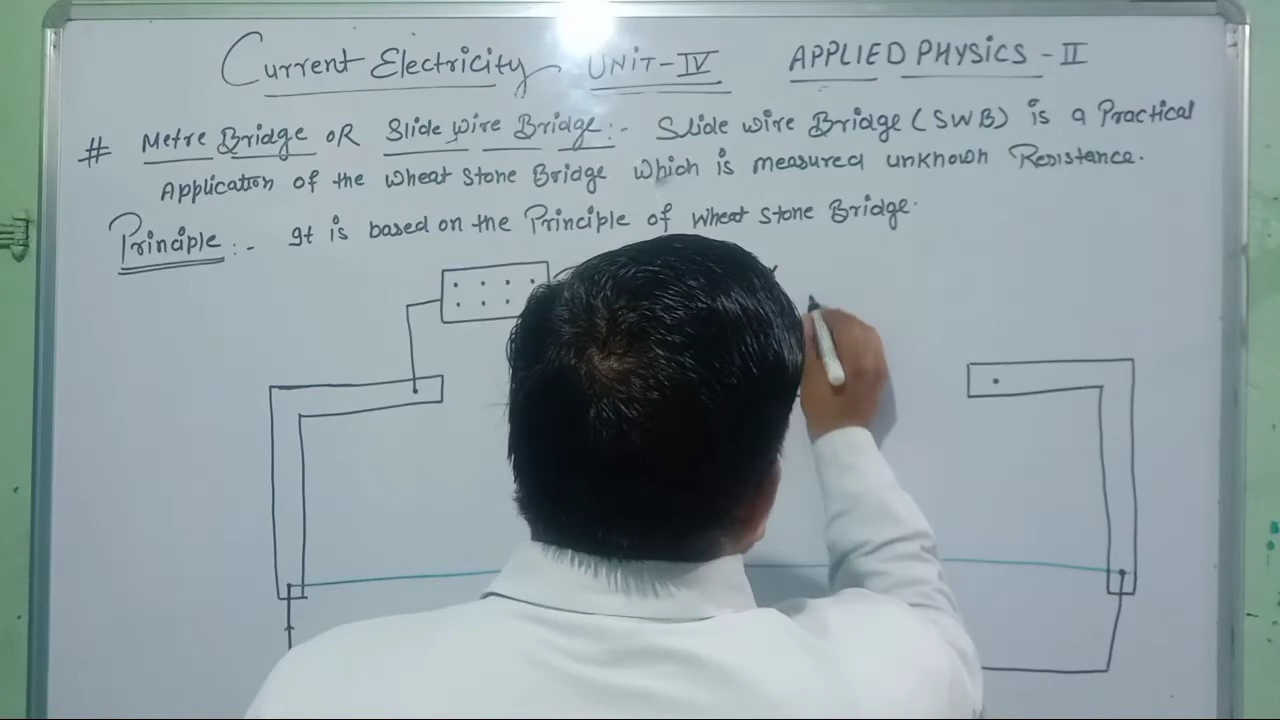 Current Electricity UNIT-IV APPLIED PHYSICS - II
# Metre Bridge OR Slide Wire Bridge :- Slide wire Bridge (SWB) is a Practical
Application of the wheat stone Bridge which is measured unknown Resistance.
Principle :- It is based on the Principle of wheat stone Bridge.